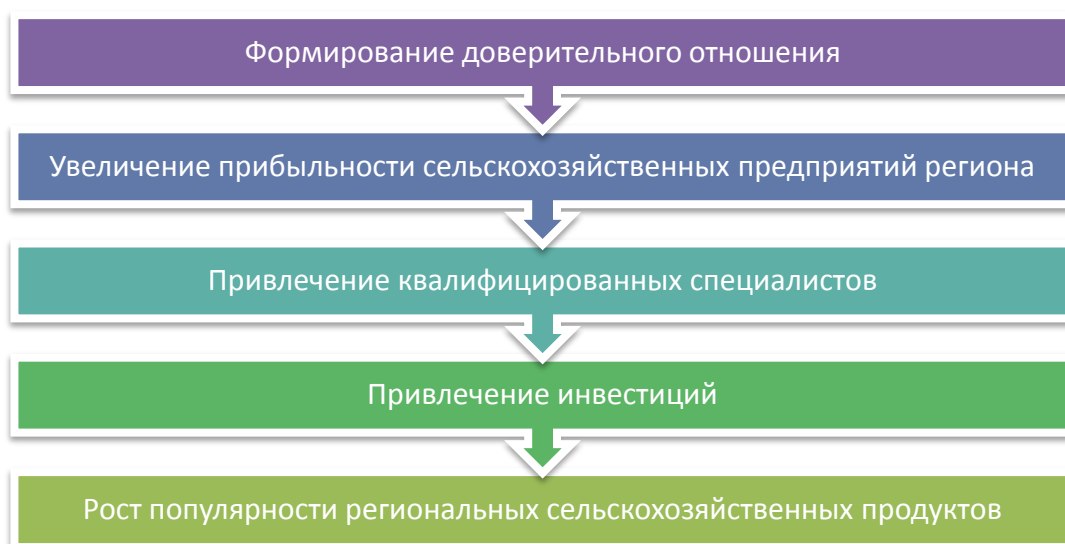 Формирование доверительного отношения
Увеличение прибыльности сельскохозяйственных предприятий региона
Привлечение квалифицированных специалистов
Привлечение инвестиций
Рост популярности региональных сельскохозяйственных продуктов